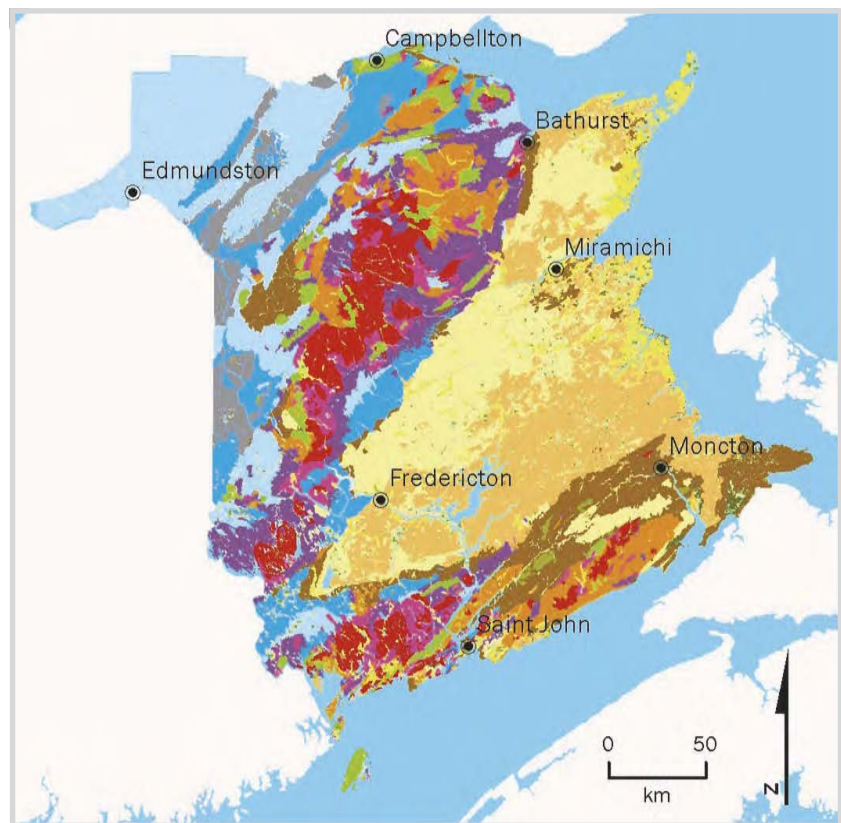 Campbellton
Bathurst
Edmundston
Miramichi
Moncton
Fredericton
Saint John
0 50
km
N